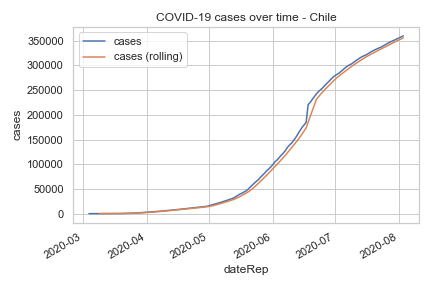 COVID-19 cases over time - Chile
cases
cases (rolling)
350000
300000
250000
200000
150000
100000
50000
0
cases
2020-03
2020-04
2020-05
2020-06
2020-07
2020-08
dateRep